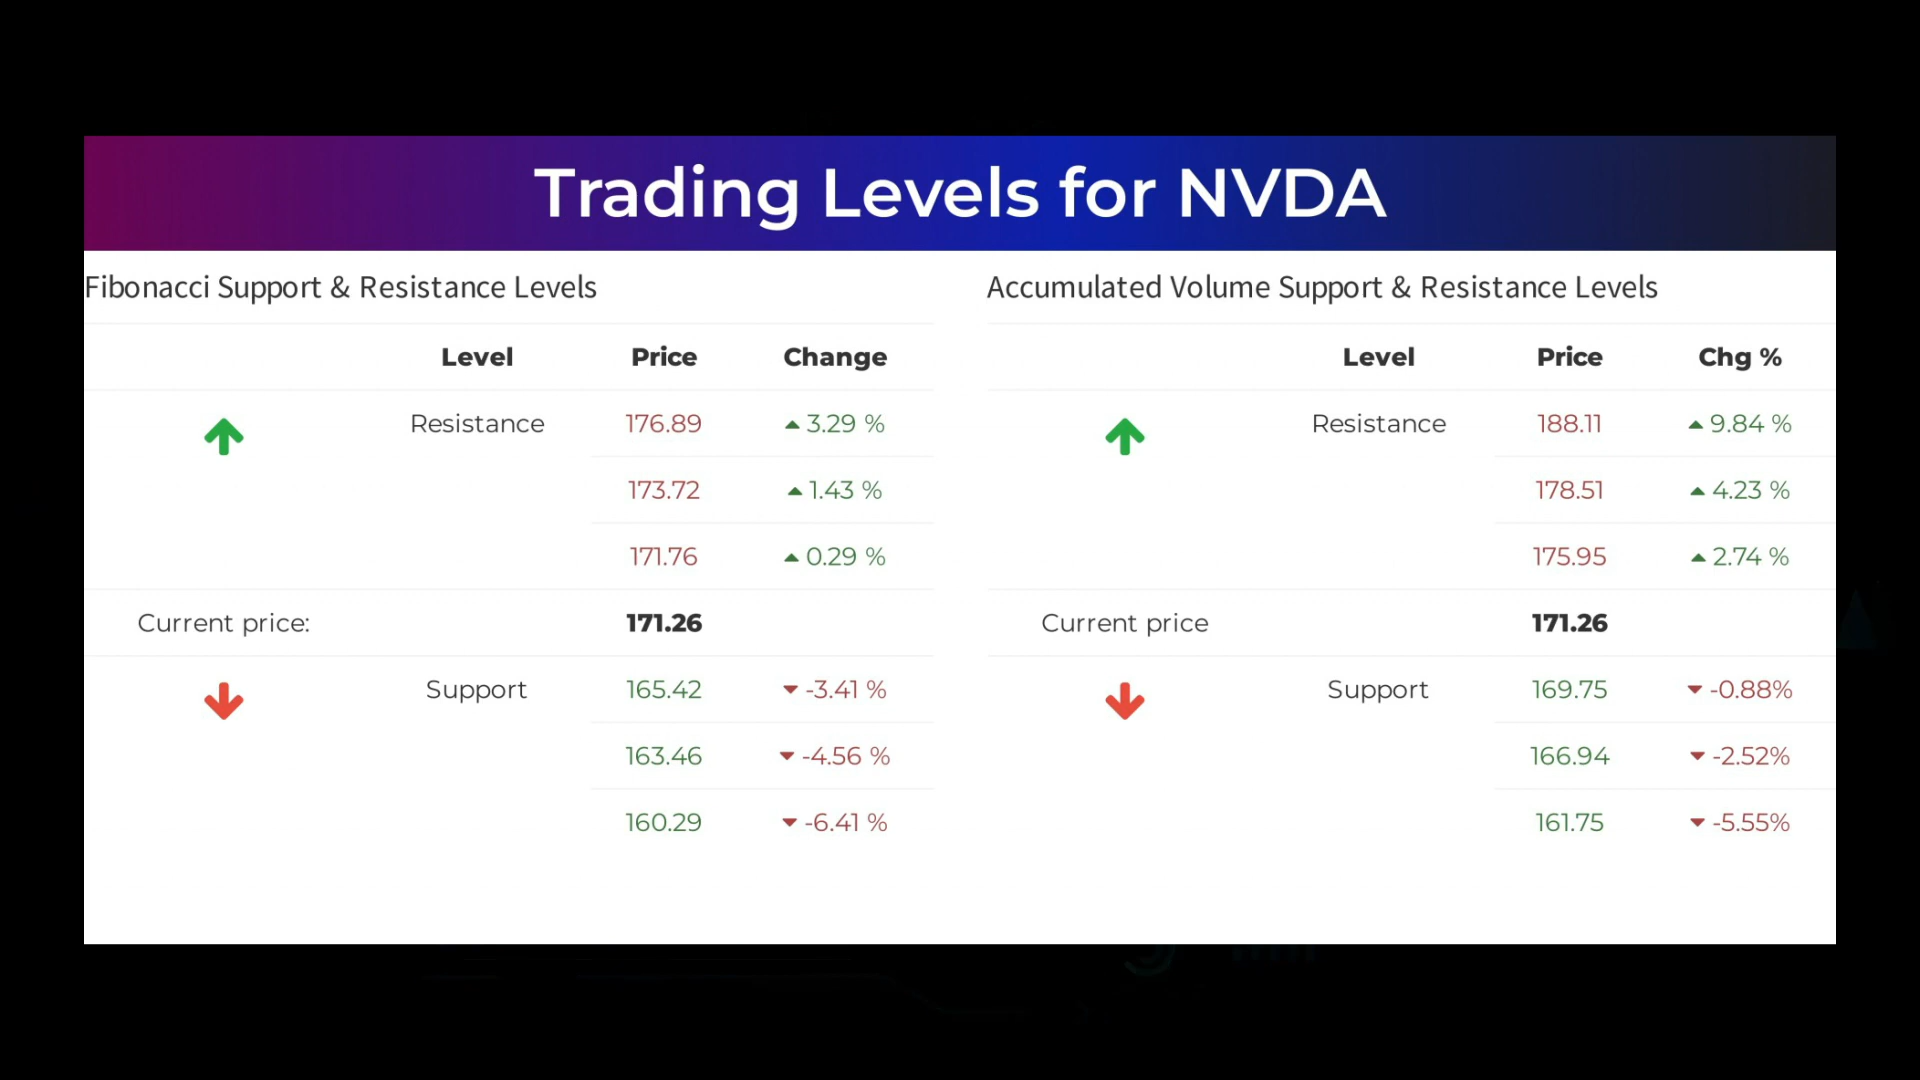 Trading Levels for NVDA
Fibonacci Support & Resistance Levels
Level Price Change
Resistance 176.89 3.29 %
173.72 1.43 %
171.76 0.29 %
Current price: 171.26
Support 165.42 -3.41 %
163.46 -4.56 %
160.29 -6.41 %
Accumulated Volume Support & Resistance Levels
Level Price Chg %
Resistance 188.11 9.84 %
178.51 4.23 %
175.95 2.74 %
Current price 171.26
Support 169.75 -0.88%
166.94 -2.52%
161.75 -5.55%